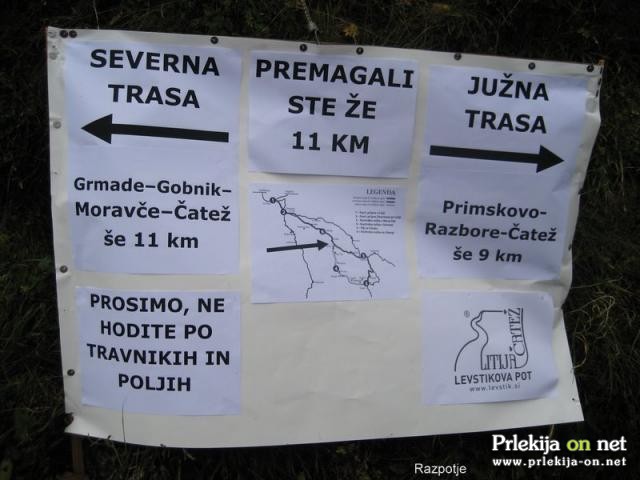 SEVERNA
TRASA
Grmade–Gobnik–
Moravče–Čatež
še 11 km
PROSIMO, NE
HODITE PO
TRAVNIKIH IN
POLJIH
PREMAGALI
STE ŽE
11 KM
LEGENDA
JUŽNA
TRASA
Primskovo-
Razbore-Čatež
še 9 km
®
LITIJA ČATEŽ
LEVSTIKOVA POT
www.levstik.si
Prlekija on net
www.prlekija-on.net
Razpotje